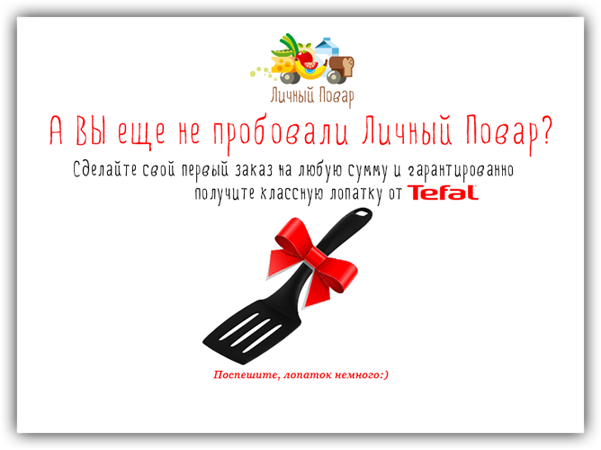 Личный Повар
А ВЫ еще не пробовали Личный Повар?
Сделайте свой первый заказ на любую сумму и гарантированно
получите классную лопатку от Tefal
Поспешите, лопаток немного:)